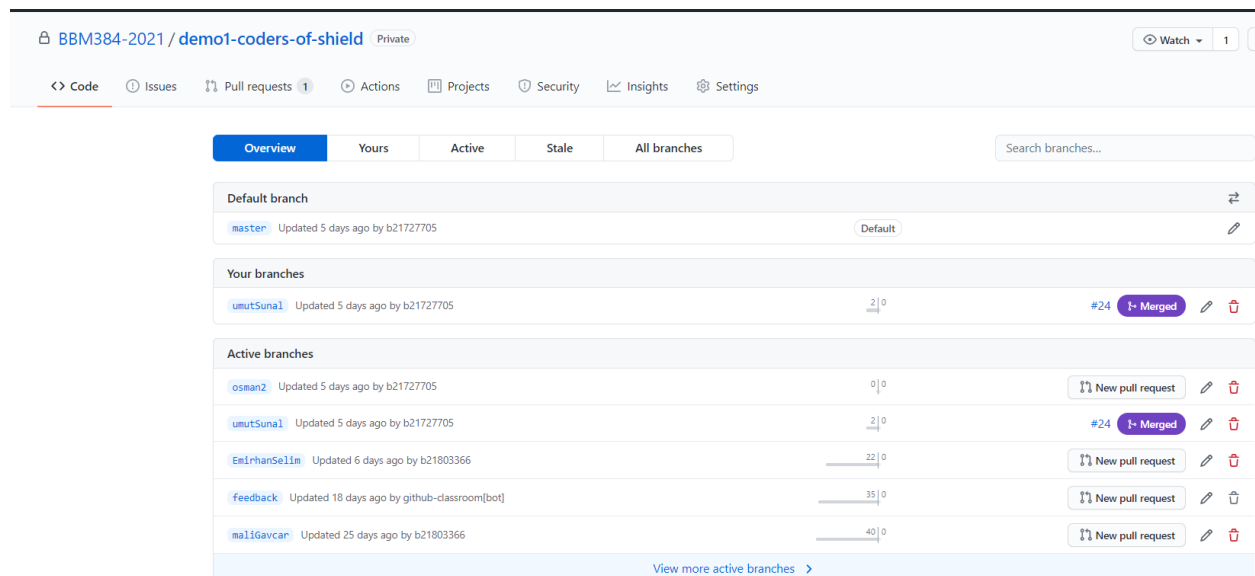 BBM384-2021 / demo1-coders-of-shield Private
Watch 1
Code Issues Pull requests 1 Actions Projects Security Insights Settings
Overview Yours Active Stale All branches
Search branches...
Default branch
master Updated 5 days ago by b21727705 Default
Your branches
umutSunal Updated 5 days ago by b21727705 2 0 #24 Merged
Active branches
osman2 Updated 5 days ago by b21727705 0 0 New pull request
umutSunal Updated 5 days ago by b21727705 2 0 #24 Merged
EmirhanSelim Updated 6 days ago by b21803366 22 0 New pull request
feedback Updated 18 days ago by github-classroom[bot] 35 0 New pull request
maliGavcar Updated 25 days ago by b21803366 40 0 New pull request
View more active branches